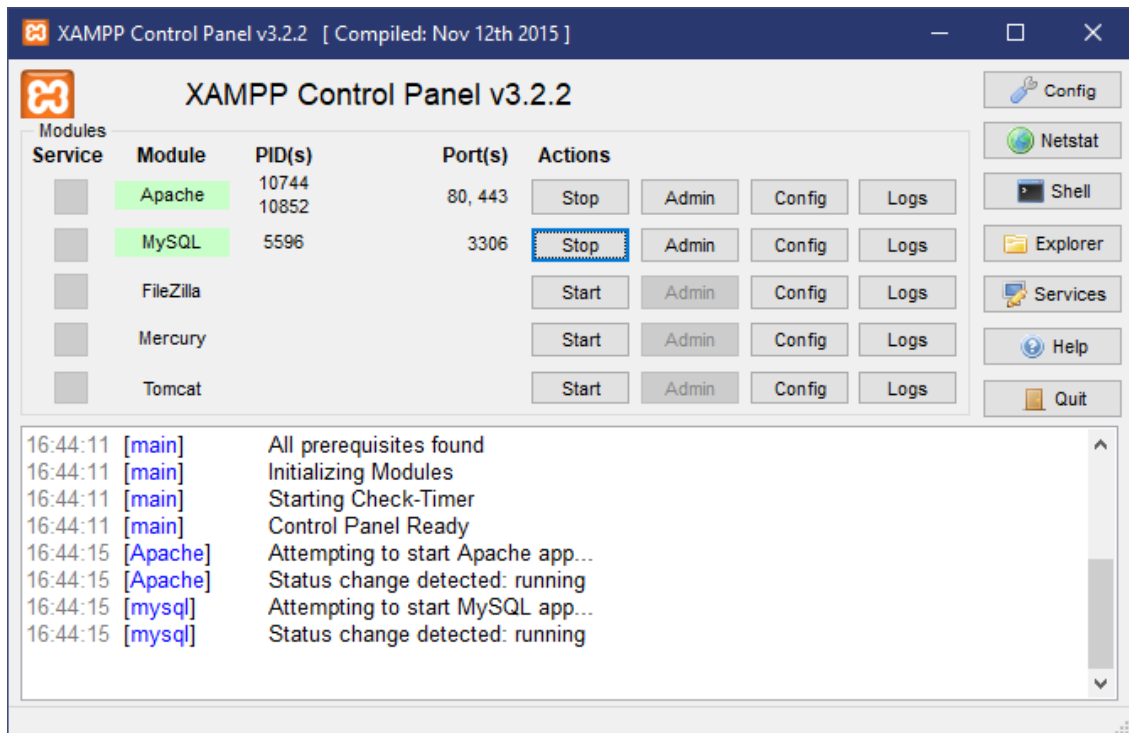 XAMPP Control Panel v3.2.2 [ Compiled: Nov 12th 2015 ]
XAMPP Control Panel v3.2.2
Config
Modules
Service Module PID(s) Port(s) Actions
Netstat
Apache 10744 10852 80, 443 Stop Admin Config Logs
Shell
MySQL 5596 3306 Stop Admin Config Logs
Explorer
FileZilla Start Admin Config Logs
Services
Mercury Start Admin Config Logs
Help
Tomcat Start Admin Config Logs
Quit
16:44:11 [main] All prerequisites found
16:44:11 [main] Initializing Modules
16:44:11 [main] Starting Check-Timer
16:44:11 [main] Control Panel Ready
16:44:15 [Apache] Attempting to start Apache app...
16:44:15 [Apache] Status change detected: running
16:44:15 [mysql] Attempting to start MySQL app...
16:44:15 [mysql] Status change detected: running